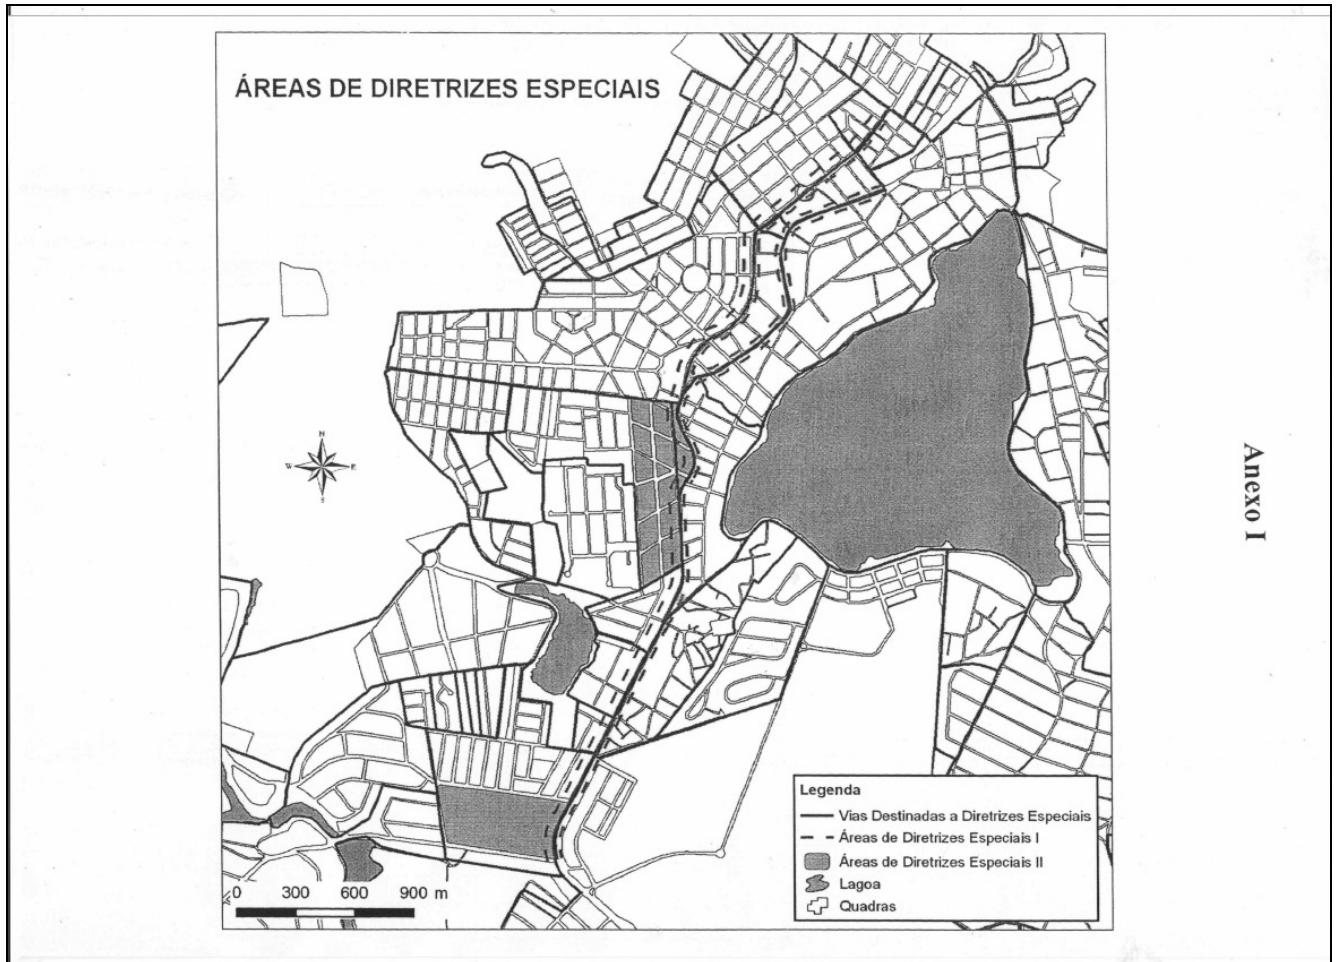 ÁREAS DE DIRETRIZES ESPECIAIS
N
W
E
S
Legenda
Vias Destinadas a Diretrizes Especiais
Áreas de Diretrizes Especiais I
Áreas de Diretrizes Especiais II
Lagoa
Quadras
0 300 600 900 m
Anexo I